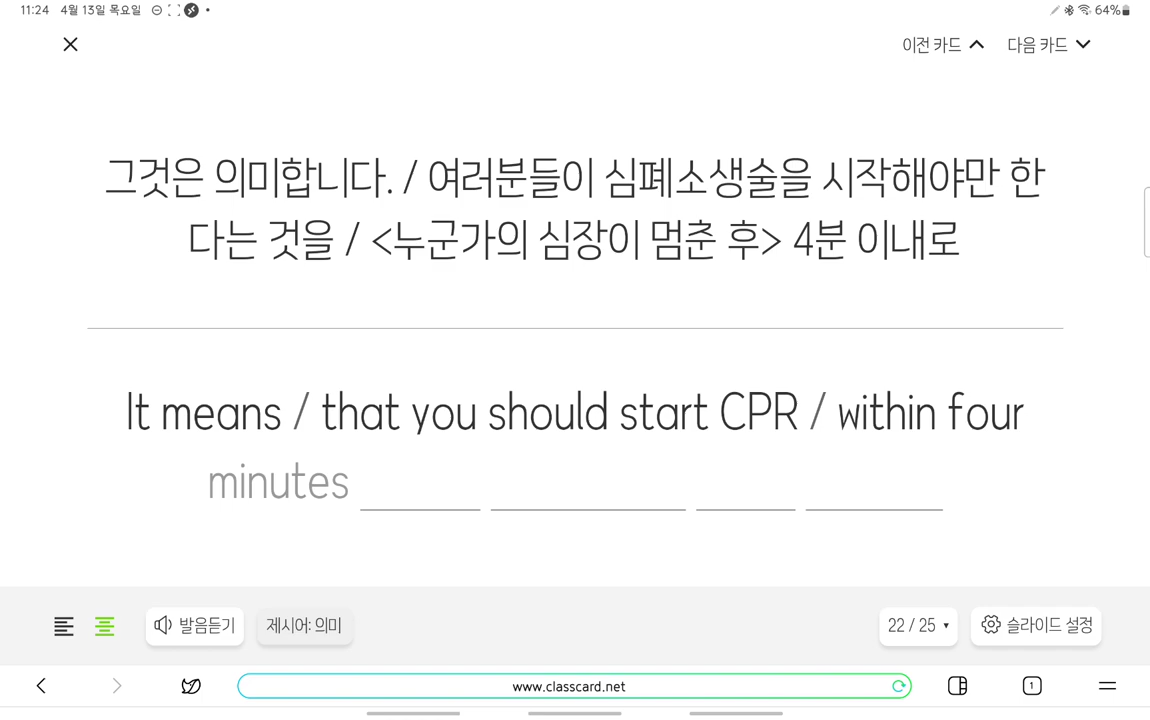 11:24 4월 13일 목요일
64%
이전 카드 다음 카드
그것은 의미합니다. / 여러분들이 심폐소생술을 시작해야만 한
다는 것을 / <누군가의 심장이 멈춘 후> 4분 이내로
It means / that you should start CPR / within four
minutes
발음듣기 제시어: 의미 22 / 25 슬라이드 설정
www.classcard.net 1